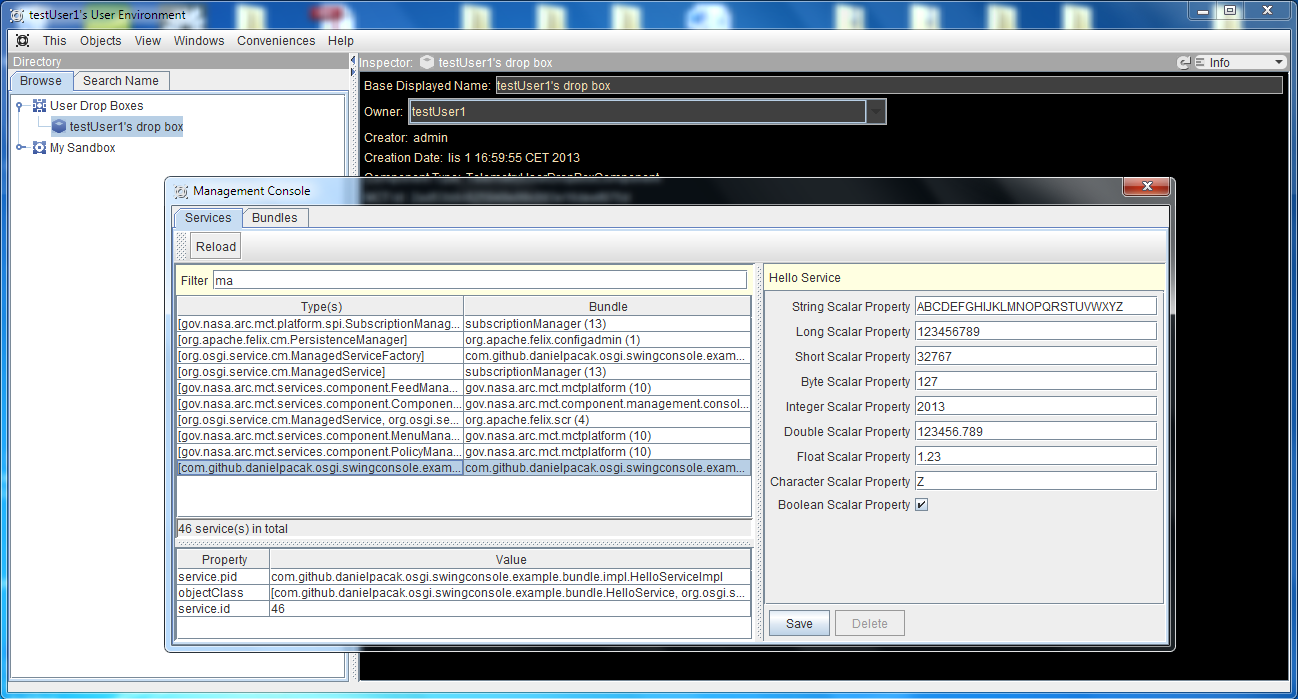 testUser1's User Environment
This Objects View Windows Conveniences Help
Directory
Browse Search Name
User Drop Boxes
testUser1's drop box
My Sandbox
Inspector: testUser1's drop box Info
Base Displayed Name: testUser1's drop box
Owner: testUser1
Creator: admin
Creation Date: lis 1 16:59:55 CET 2013
Component Type: TelemetryUserDropBoxComponent
Management Console
Services Bundles
Reload
Filter ma
Type(s) Bundle
[gov.nasa.arc.mct.platform.spi.SubscriptionManag... subscriptionManager (13)
[org.apache.felix.cm.PersistenceManager] org.apache.felix.configadmin (1)
[org.osgi.service.cm.ManagedServiceFactory] com.github.danielpacak.osgi.swingconsole.exam...
[org.osgi.service.cm.ManagedService] subscriptionManager (13)
[gov.nasa.arc.mct.services.component.FeedMana... gov.nasa.arc.mct.mctplatform (10)
[gov.nasa.arc.mct.services.component.Componen... gov.nasa.arc.mct.component.management.consol...
[org.osgi.service.cm.ManagedService, org.osgi.se... org.apache.felix.scr (4)
[gov.nasa.arc.mct.services.component.MenuMana... gov.nasa.arc.mct.mctplatform (10)
[gov.nasa.arc.mct.services.component.PolicyMana... gov.nasa.arc.mct.mctplatform (10)
[com.github.danielpacak.osgi.swingconsole.exam... com.github.danielpacak.osgi.swingconsole.exam...
46 service(s) in total
Property Value
service.pid com.github.danielpacak.osgi.swingconsole.example.bundle.impl.HelloServiceImpl
objectClass [com.github.danielpacak.osgi.swingconsole.example.bundle.HelloService, org.osgi.s...
service.id 46
Hello Service
String Scalar Property ABCDEFGHIJKLMNOPQRSTUVWXYZ
Long Scalar Property 123456789
Short Scalar Property 32767
Byte Scalar Property 127
Integer Scalar Property 2013
Double Scalar Property 123456.789
Float Scalar Property 1.23
Character Scalar Property Z
Boolean Scalar Property
Save Delete